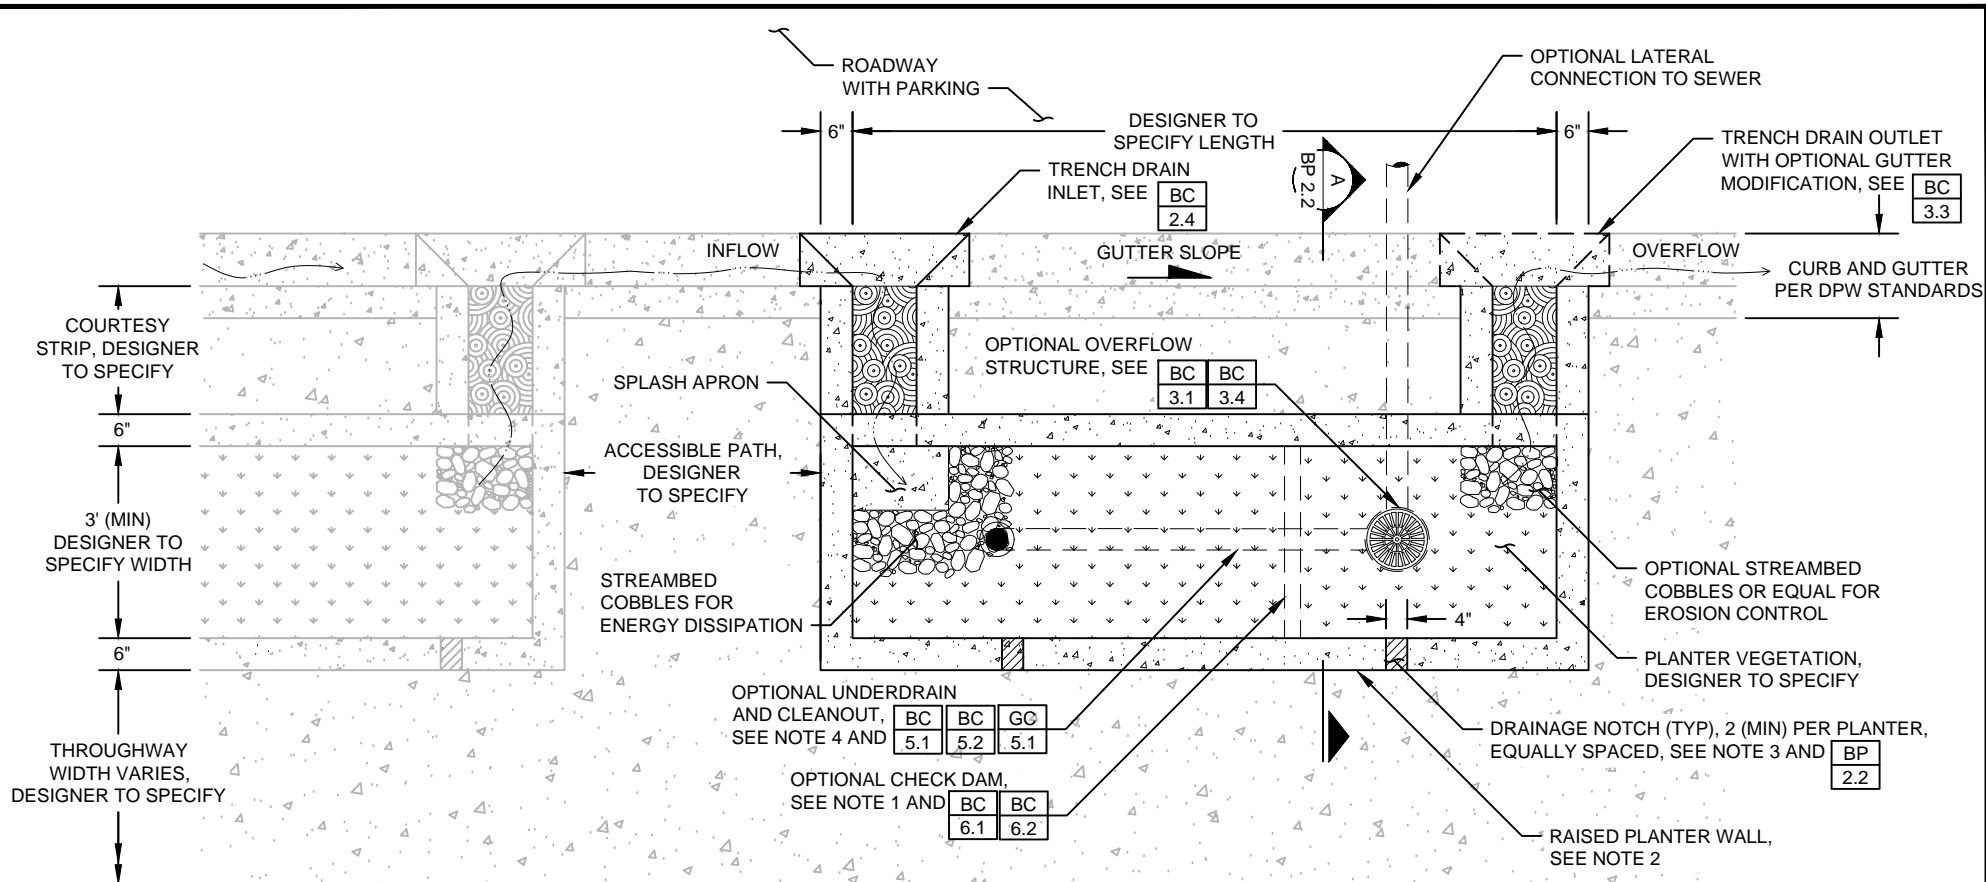 ROADWAY
WITH PARKING
OPTIONAL LATERAL
CONNECTION TO SEWER
6"
DESIGNER TO
SPECIFY LENGTH
6"
TRENCH DRAIN
INLET, SEE
BC
2.4
A
BP 2.2
TRENCH DRAIN OUTLET
WITH OPTIONAL GUTTER
MODIFICATION, SEE
BC
3.3
INFLOW
GUTTER SLOPE
OVERFLOW
CURB AND GUTTER
PER DPW STANDARDS
COURTESY
STRIP, DESIGNER
TO SPECIFY
OPTIONAL OVERFLOW
STRUCTURE, SEE
BC BC
3.1 3.4
SPLASH APRON
6"
ACCESSIBLE PATH,
DESIGNER
TO SPECIFY
3' (MIN)
DESIGNER TO
SPECIFY WIDTH
STREAMBED
COBBLES FOR
ENERGY DISSIPATION
OPTIONAL STREAMBED
COBBLES OR EQUAL FOR
EROSION CONTROL
4"
6"
PLANTER VEGETATION,
DESIGNER TO SPECIFY
OPTIONAL UNDERDRAIN
AND CLEANOUT,
SEE NOTE 4 AND
BC BC GC
5.1 5.2 5.1
DRAINAGE NOTCH (TYP), 2 (MIN) PER PLANTER,
EQUALLY SPACED, SEE NOTE 3 AND
BP
2.2
THROUGHWAY
WIDTH VARIES,
DESIGNER TO SPECIFY
OPTIONAL CHECK DAM,
SEE NOTE 1 AND
BC BC
6.1 6.2
RAISED PLANTER WALL,
SEE NOTE 2